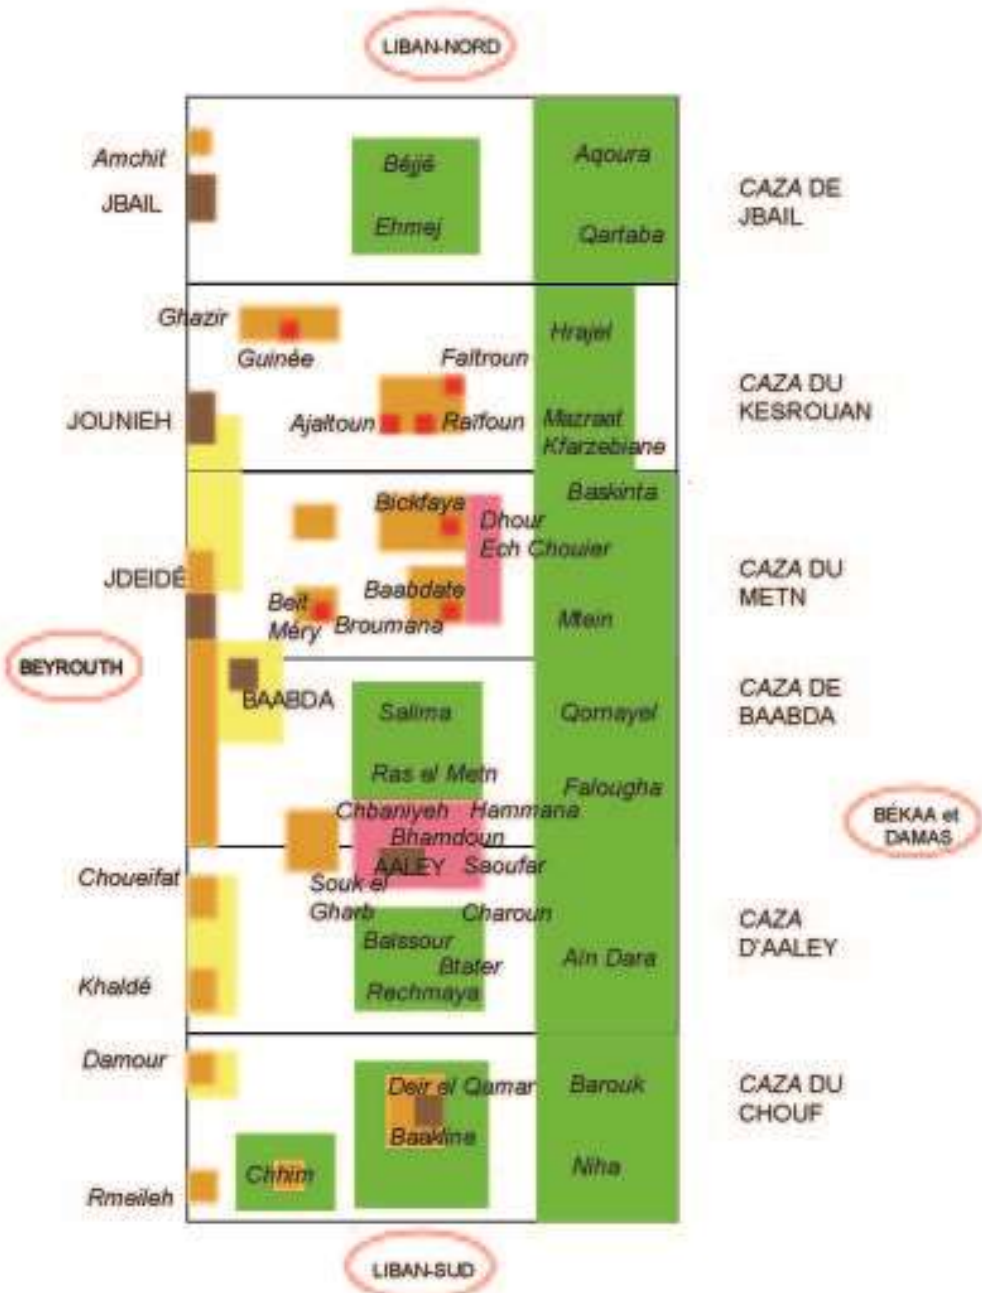 LIBAN-NORD
Amchit
Béjjé
Aqoura
JBAIL
CAZA DE
JBAIL
Ehmej
Qartaba
Ghazir
Guinée
Faitroun
Hrajel
CAZA DU
KESROUAN
JOUNIEH
Ajaltoun
Raïfoun
Mazraat
Kfarzebiane
Bickfaya
Dhour
Ech Chouier
Baskinta
JDEIDÉ
Baabdate
CAZA DU
METN
Beit
Méry
Broumana
Mtein
BEYROUTH
BAABDA
Salima
Qornayel
CAZA DE
BAABDA
Ras el Metn
Falougha
Chbaniyeh
Hammana
Bhamdoun
BÉKAA et
DAMAS
Choueifat
AALEY
Saoufar
Souk el
Gharb
Charoun
CAZA
D'AALEY
Baïssour
Btater
Aïn Dara
Khaldé
Rechmaya
Damour
Deir el Qamar
Barouk
CAZA DU
CHOUF
Baakline
Chhim
Niha
Rmeileh
LIBAN-SUD